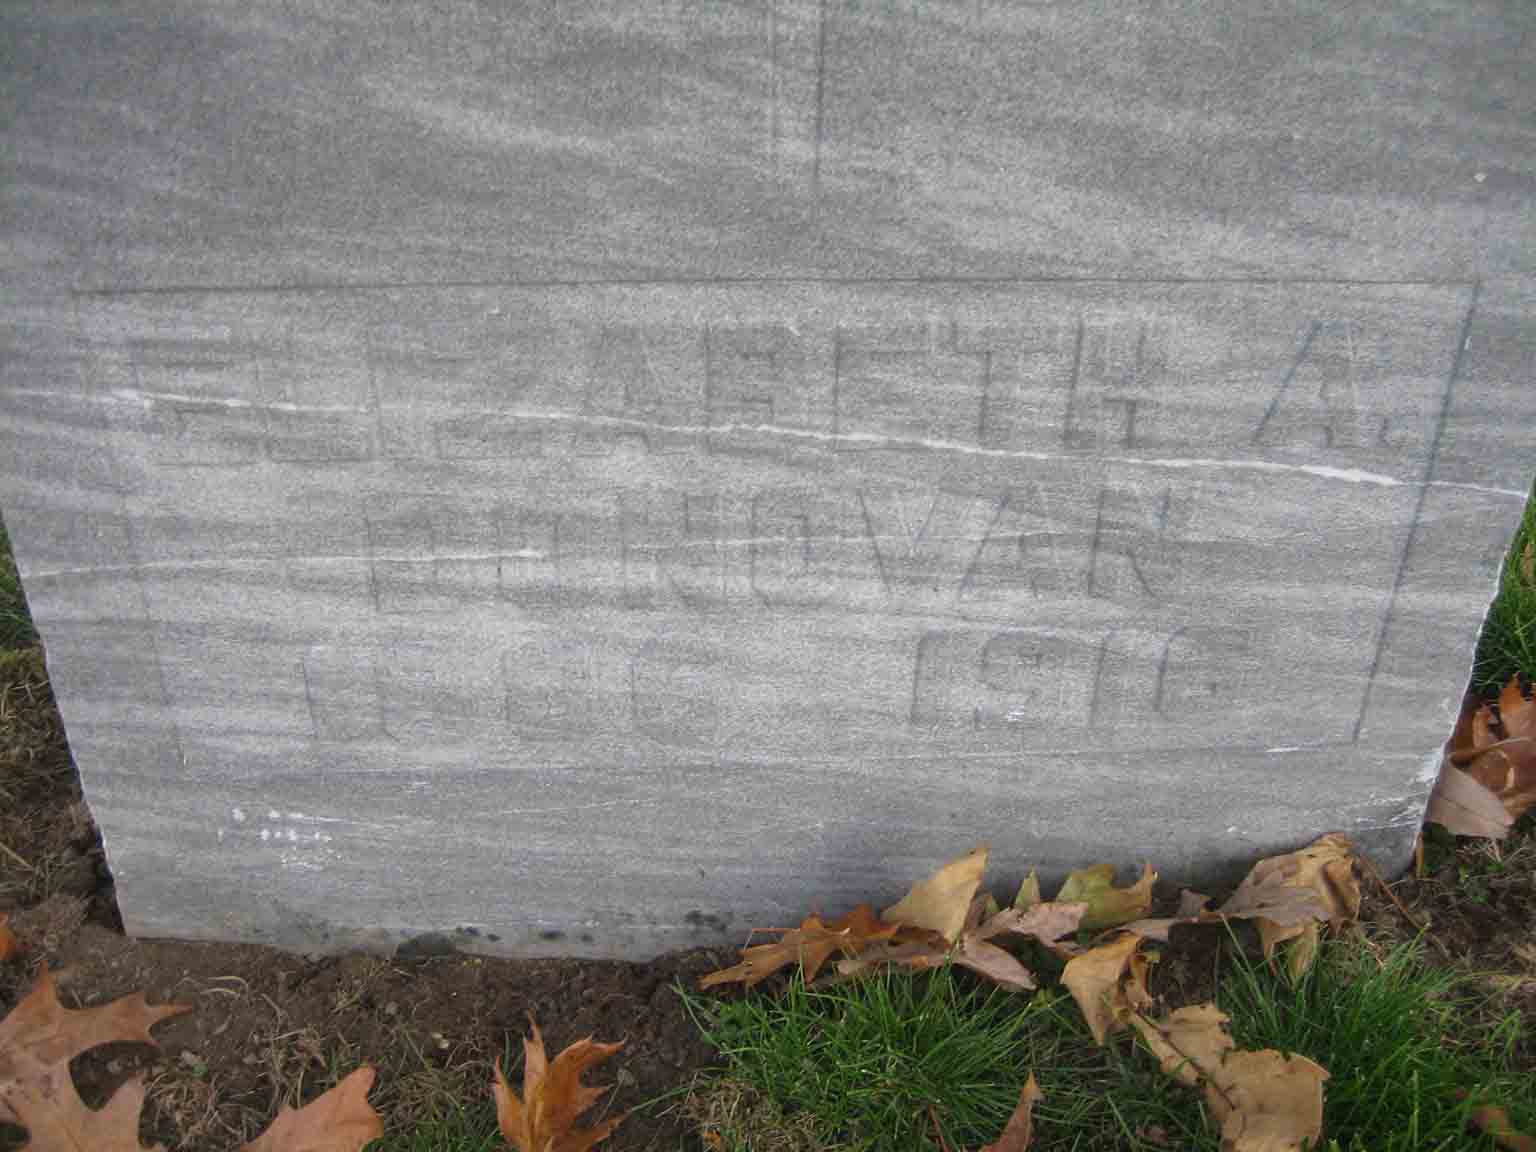 ELIZABETH A.
DONOVAN
1916